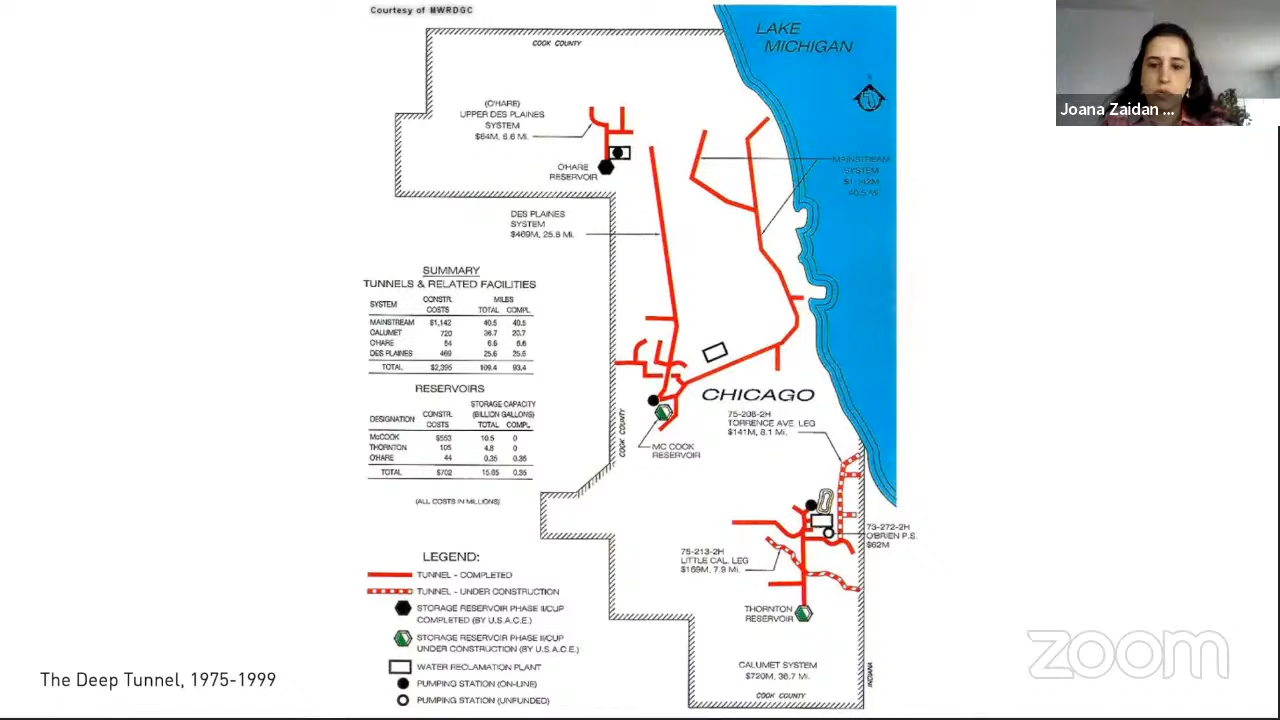 Courtesy of MWRDGC
LAKE
MICHIGAN
COOK COUNTY
N
Joana Zaidan ...
(O'HARE)
UPPER DES PLAINES
SYSTEM
$64M, 6.6 Mi.
O'HARE
RESERVOIR
MAINSTREAM
SYSTEM
$1,142M
40.5 Mi.
DES PLAINES
SYSTEM
$469M, 25.6 Mi.
SUMMARY
TUNNELS & RELATED FACILITIES
SYSTEM CONSTR. COSTS MILES TOTAL COMPL
MAINSTREAM $1,142 40.5 40.5
CALUMET 720 36.7 20.7
O'HARE 64 6.6 6.6
DES PLAINES 469 25.6 25.6
TOTAL $2,395 109.4 93.4
RESERVOIRS
DESIGNATION CONSTR. COSTS STORAGE CAPACITY (BILLION GALLONS) TOTAL COMPL
McCOOK $553 10.5 0
THORNTON 105 4.8 0
O'HARE 44 0.35 0.35
TOTAL $702 15.65 0.35
(ALL COSTS IN MILLIONS)
CHICAGO
COOK COUNTY
MC COOK
RESERVOIR
75-208-2H
TORRENCE AVE. LEG
$141M, 8.1 Mi.
73-272-2H
O'BRIEN P.S.
$62M
75-213-2H
LITTLE CAL. LEG
$169M, 7.9 Mi.
THORNTON
RESERVOIR
CALUMET SYSTEM
$720M, 36.7 Mi.
COOK COUNTY
INDIANA
LEGEND:
TUNNEL - COMPLETED
TUNNEL - UNDER CONSTRUCTION
STORAGE RESERVOIR PHASE II/CUP
COMPLETED (BY U.S.A.C.E.)
STORAGE RESERVOIR PHASE II/CUP
UNDER CONSTRUCTION (BY U.S.A.C.E.)
WATER RECLAMATION PLANT
PUMPING STATION (ON-LINE)
PUMPING STATION (UNFUNDED)
The Deep Tunnel, 1975-1999
zoom